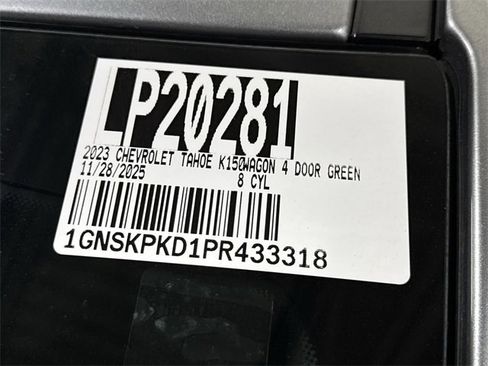 LP20281
2023 CHEVROLET TAHOE K150WAGON 4 DOOR GREEN
11/28/2025 8 CYL
1GNSKPKD1PR433318